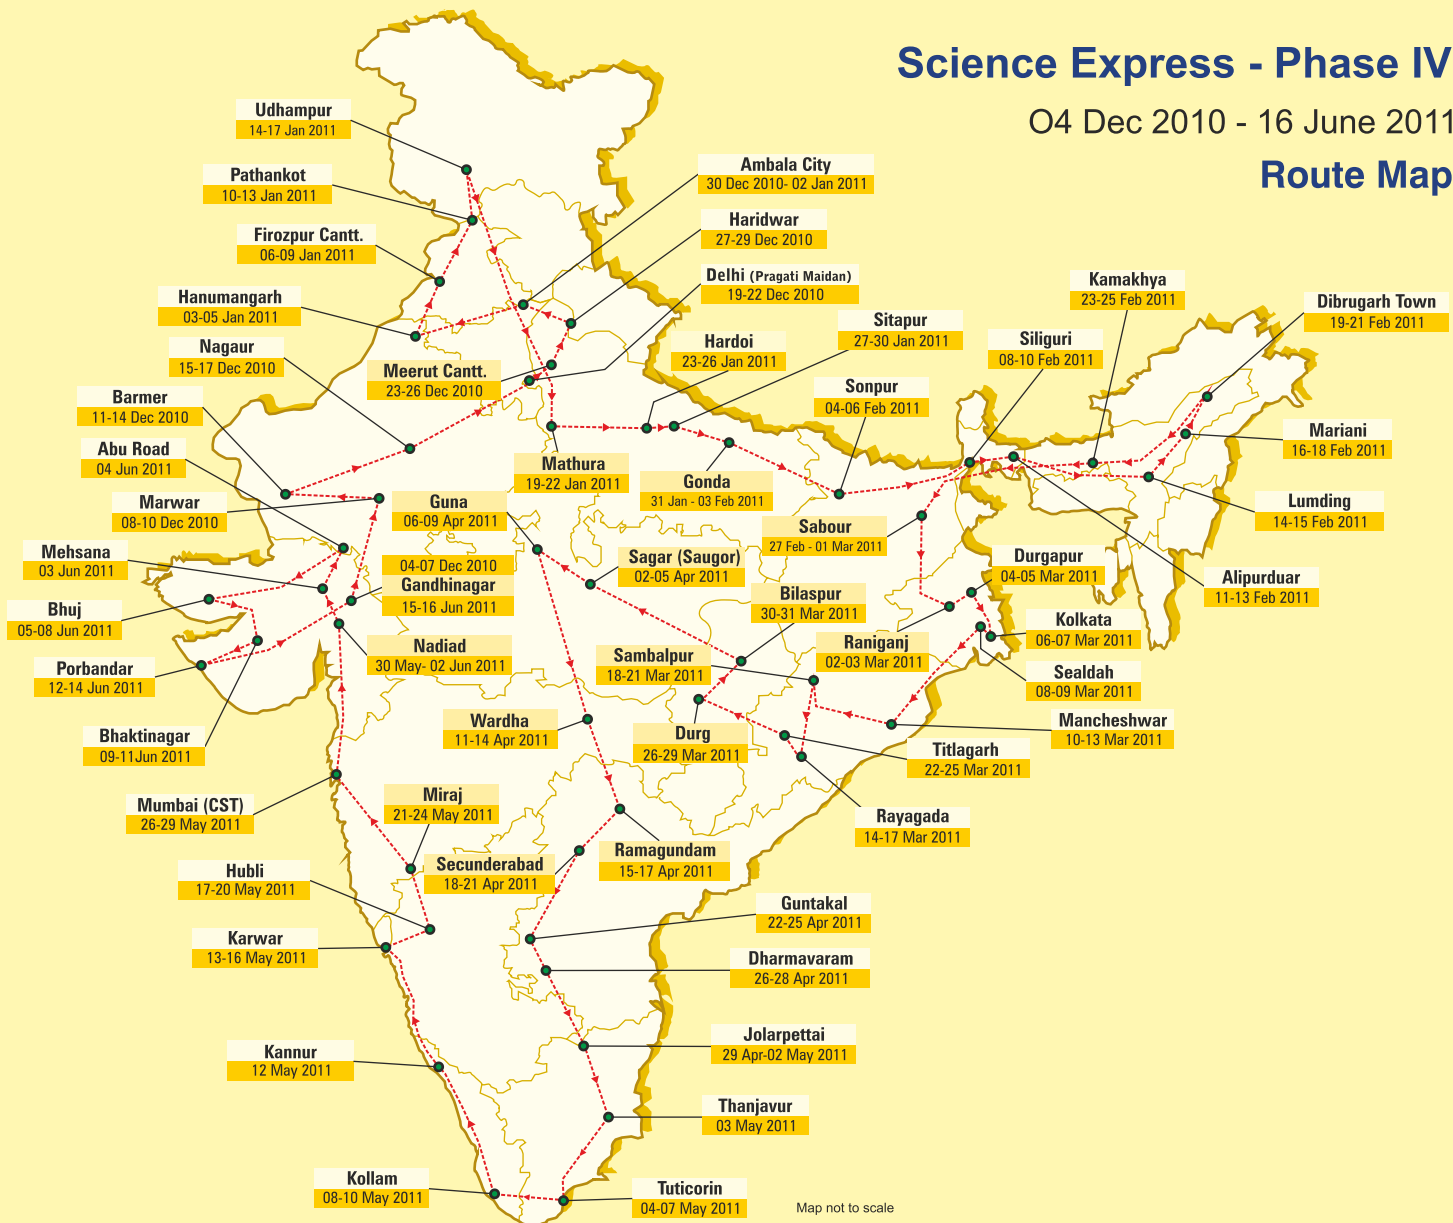 Science Express - Phase IV
O4 Dec 2010 - 16 June 2011
Route Map
Udhampur
14-17 Jan 2011
Pathankot
10-13 Jan 2011
Firozpur Cantt.
06-09 Jan 2011
Hanumangarh
03-05 Jan 2011
Nagaur
15-17 Dec 2010
Barmer
11-14 Dec 2010
Abu Road
04 Jun 2011
Marwar
08-10 Dec 2010
Mehsana
03 Jun 2011
Bhuj
05-08 Jun 2011
Porbandar
12-14 Jun 2011
Bhaktinagar
09-11Jun 2011
Mumbai (CST)
26-29 May 2011
Hubli
17-20 May 2011
Karwar
13-16 May 2011
Kannur
12 May 2011
Kollam
08-10 May 2011
Ambala City
30 Dec 2010- 02 Jan 2011
Haridwar
27-29 Dec 2010
Delhi (Pragati Maidan)
19-22 Dec 2010
Meerut Cantt.
23-26 Dec 2010
Hardoi
23-26 Jan 2011
Sitapur
27-30 Jan 2011
Sonpur
04-06 Feb 2011
Siliguri
08-10 Feb 2011
Kamakhya
23-25 Feb 2011
Dibrugarh Town
19-21 Feb 2011
Mariani
16-18 Feb 2011
Lumding
14-15 Feb 2011
Alipurduar
11-13 Feb 2011
Mathura
19-22 Jan 2011
Gonda
31 Jan - 03 Feb 2011
Guna
06-09 Apr 2011
04-07 Dec 2010
Gandhinagar
15-16 Jun 2011
Nadiad
30 May- 02 Jun 2011
Sagar (Saugor)
02-05 Apr 2011
Sabour
27 Feb - 01 Mar 2011
Durgapur
04-05 Mar 2011
Bilaspur
30-31 Mar 2011
Raniganj
02-03 Mar 2011
Kolkata
06-07 Mar 2011
Sealdah
08-09 Mar 2011
Sambalpur
18-21 Mar 2011
Mancheshwar
10-13 Mar 2011
Wardha
11-14 Apr 2011
Durg
26-29 Mar 2011
Titlagarh
22-25 Mar 2011
Rayagada
14-17 Mar 2011
Miraj
21-24 May 2011
Secunderabad
18-21 Apr 2011
Ramagundam
15-17 Apr 2011
Guntakal
22-25 Apr 2011
Dharmavaram
26-28 Apr 2011
Jolarpettai
29 Apr-02 May 2011
Thanjavur
03 May 2011
Tuticorin
04-07 May 2011
Map not to scale